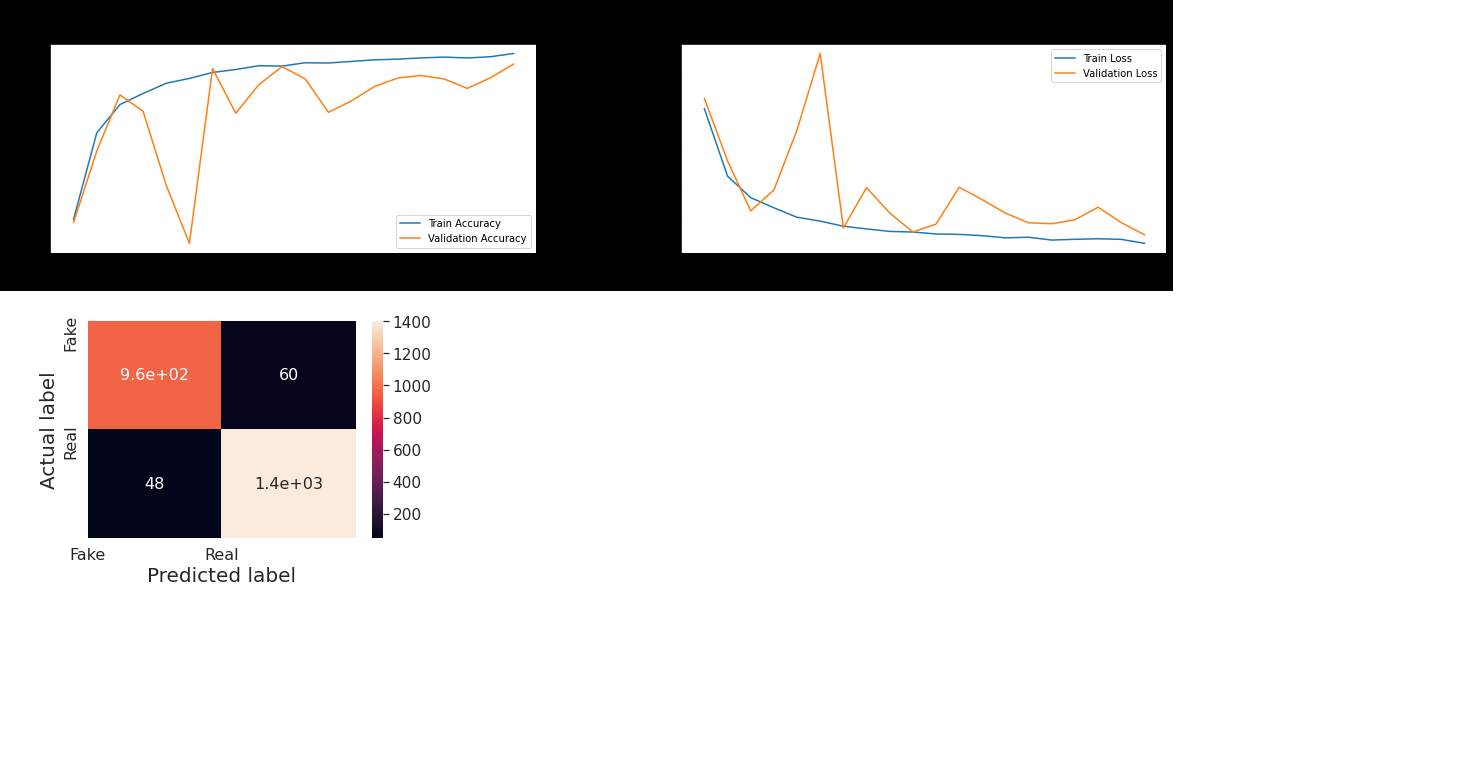 Train Accuracy
Validation Accuracy
Train Loss
Validation Loss
Actual label
Fake
Real
9.6e+02
60
48
1.4e+03
1400
1200
1000
800
600
400
200
Fake
Real
Predicted label